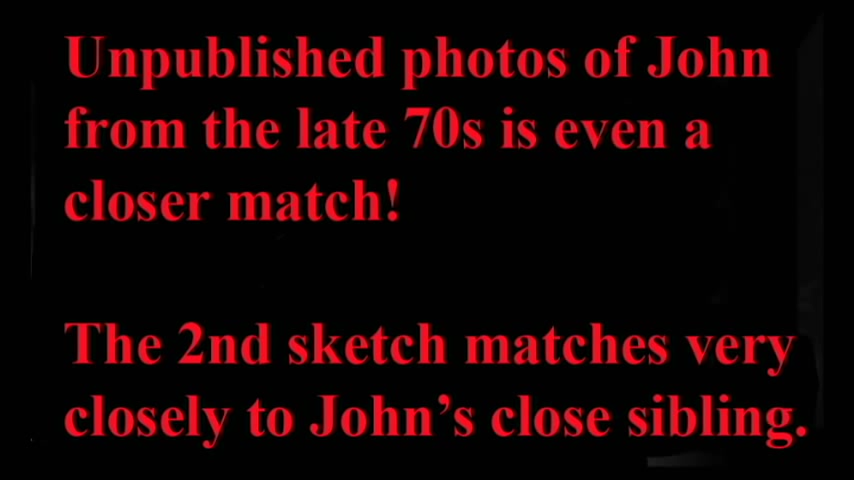 Unpublished photos of John
from the late 70s is even a
closer match!
The 2nd sketch matches very
closely to John’s close sibling.